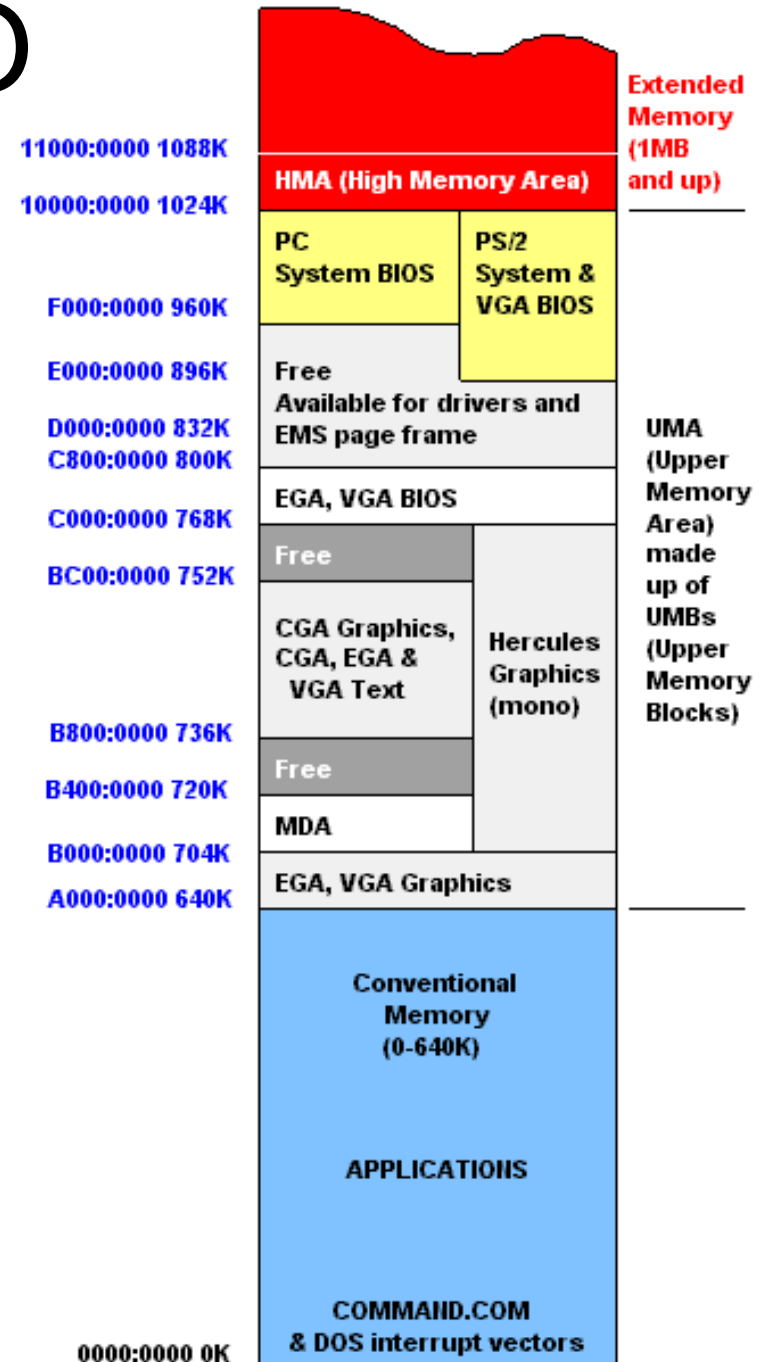 Extended
Memory
(1MB
and up)
11000:0000 1088K
HMA (High Memory Area)
10000:0000 1024K
PC
System BIOS
PS/2
System &
VGA BIOS
F000:0000 960K
E000:0000 896K
Free
Available for drivers and
EMS page frame
D000:0000 832K
C800:0000 800K
UMA
(Upper
Memory
Area)
made
up of
UMBs
(Upper
Memory
Blocks)
EGA, VGA BIOS
C000:0000 768K
Free
BC00:0000 752K
CGA Graphics,
CGA, EGA &
VGA Text
Hercules
Graphics
(mono)
B800:0000 736K
Free
B400:0000 720K
MDA
B000:0000 704K
EGA, VGA Graphics
A000:0000 640K
Conventional
Memory
(0-640K)
APPLICATIONS
COMMAND.COM
& DOS interrupt vectors
0000:0000 0K